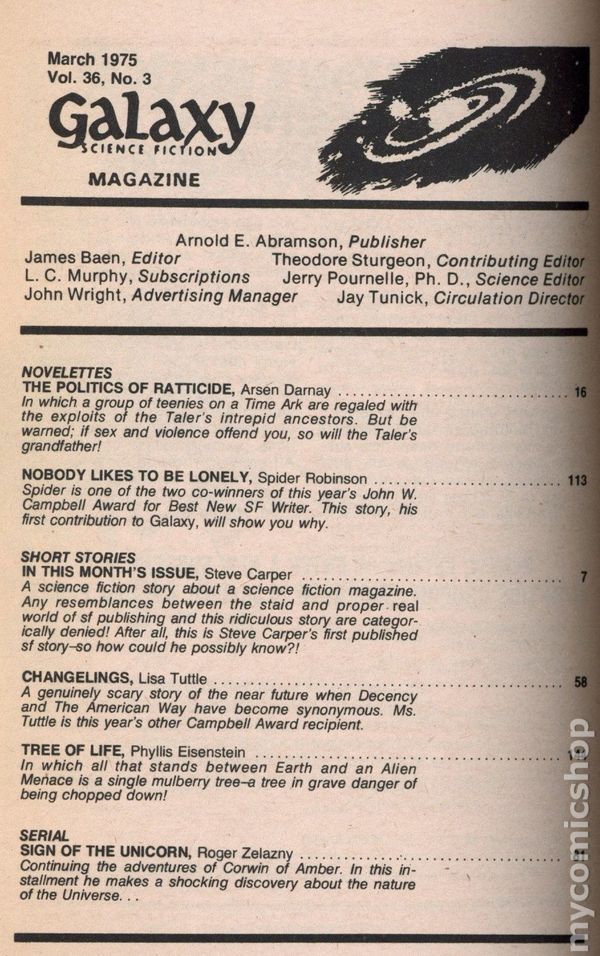 March 1975
Vol. 36, No. 3
Galaxy
SCIENCE FICTION
MAGAZINE
Arnold E. Abramson, Publisher
James Baen, Editor Theodore Sturgeon, Contributing Editor
L. C. Murphy, Subscriptions Jerry Pournelle, Ph. D., Science Editor
John Wright, Advertising Manager Jay Tunick, Circulation Director
NOVELETTES
THE POLITICS OF RATTICIDE, Arsen Darnay .............................. 16
In which a group of teenies on a Time Ark are regaled with
the exploits of the Taler's intrepid ancestors. But be
warned; if sex and violence offend you, so will the Taler's
grandfather!
NOBODY LIKES TO BE LONELY, Spider Robinson ........................ 113
Spider is one of the two co-winners of this year's John W.
Campbell Award for Best New SF Writer. This story, his
first contribution to Galaxy, will show you why.
SHORT STORIES
IN THIS MONTH'S ISSUE, Steve Carper .................................. 7
A science fiction story about a science fiction magazine.
Any resemblances between the staid and proper real
world of sf publishing and this ridiculous story are categor-
ically denied! After all, this is Steve Carper's first published
sf story–so how could he possibly know?!
CHANGELINGS, Lisa Tuttle ............................................. 58
A genuinely scary story of the near future when Decency
and The American Way have become synonymous. Ms.
Tuttle is this year's other Campbell Award recipient.
TREE OF LIFE, Phyllis Eisenstein ........................................
In which all that stands between Earth and an Alien
Menace is a single mulberry tree–a tree in grave danger of
being chopped down!
SERIAL
SIGN OF THE UNICORN, Roger Zelazny ..................................
Continuing the adventures of Corwin of Amber. In this in-
stallment he makes a shocking discovery about the nature
of the Universe. . .
mycomicshop